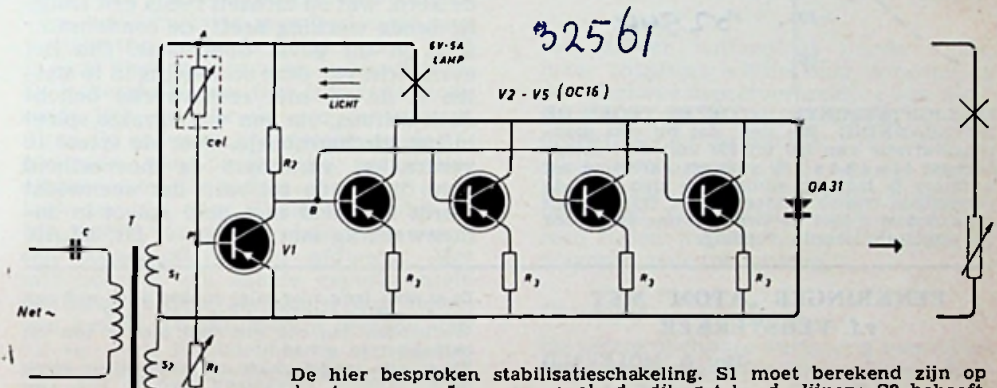 32561
A
6V-5A
LAMP
LICHT
V2 - V5 (OC16)
cel
R2
B
OA31
T
P
V1
C
S1
R3
R3
R3
R3
Net ~
S2
R1
De hier besproken stabilisatieschakeling. S1 moet berekend zijn op